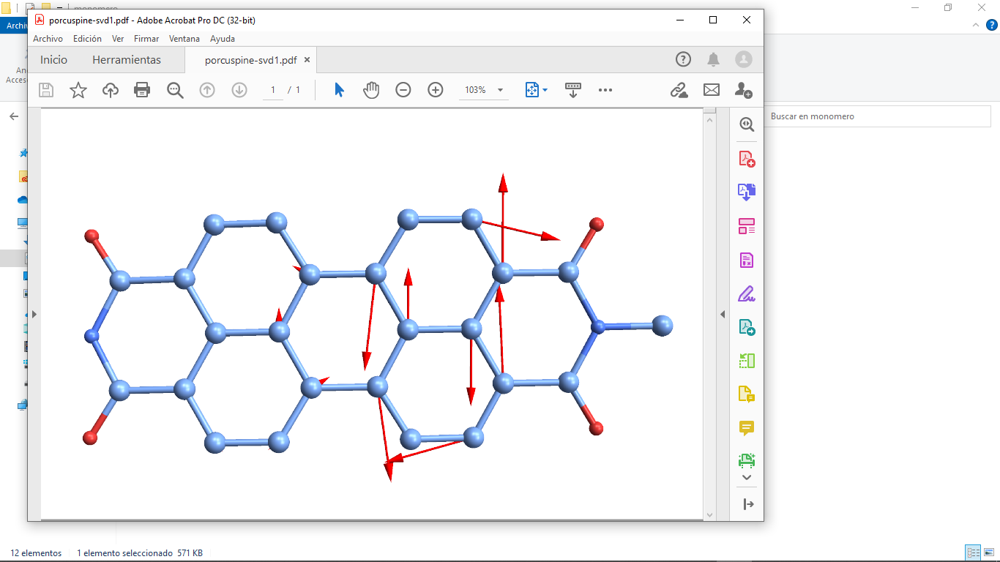 monomero
porcuspine-svd1.pdf - Adobe Acrobat Pro DC (32-bit)
Archivo Edición Ver Firmar Ventana Ayuda
Inicio Herramientas porcuspine-svd1.pdf ×
1 / 1 103%
Buscar en monomero
12 elementos 1 elemento seleccionado 571 KB